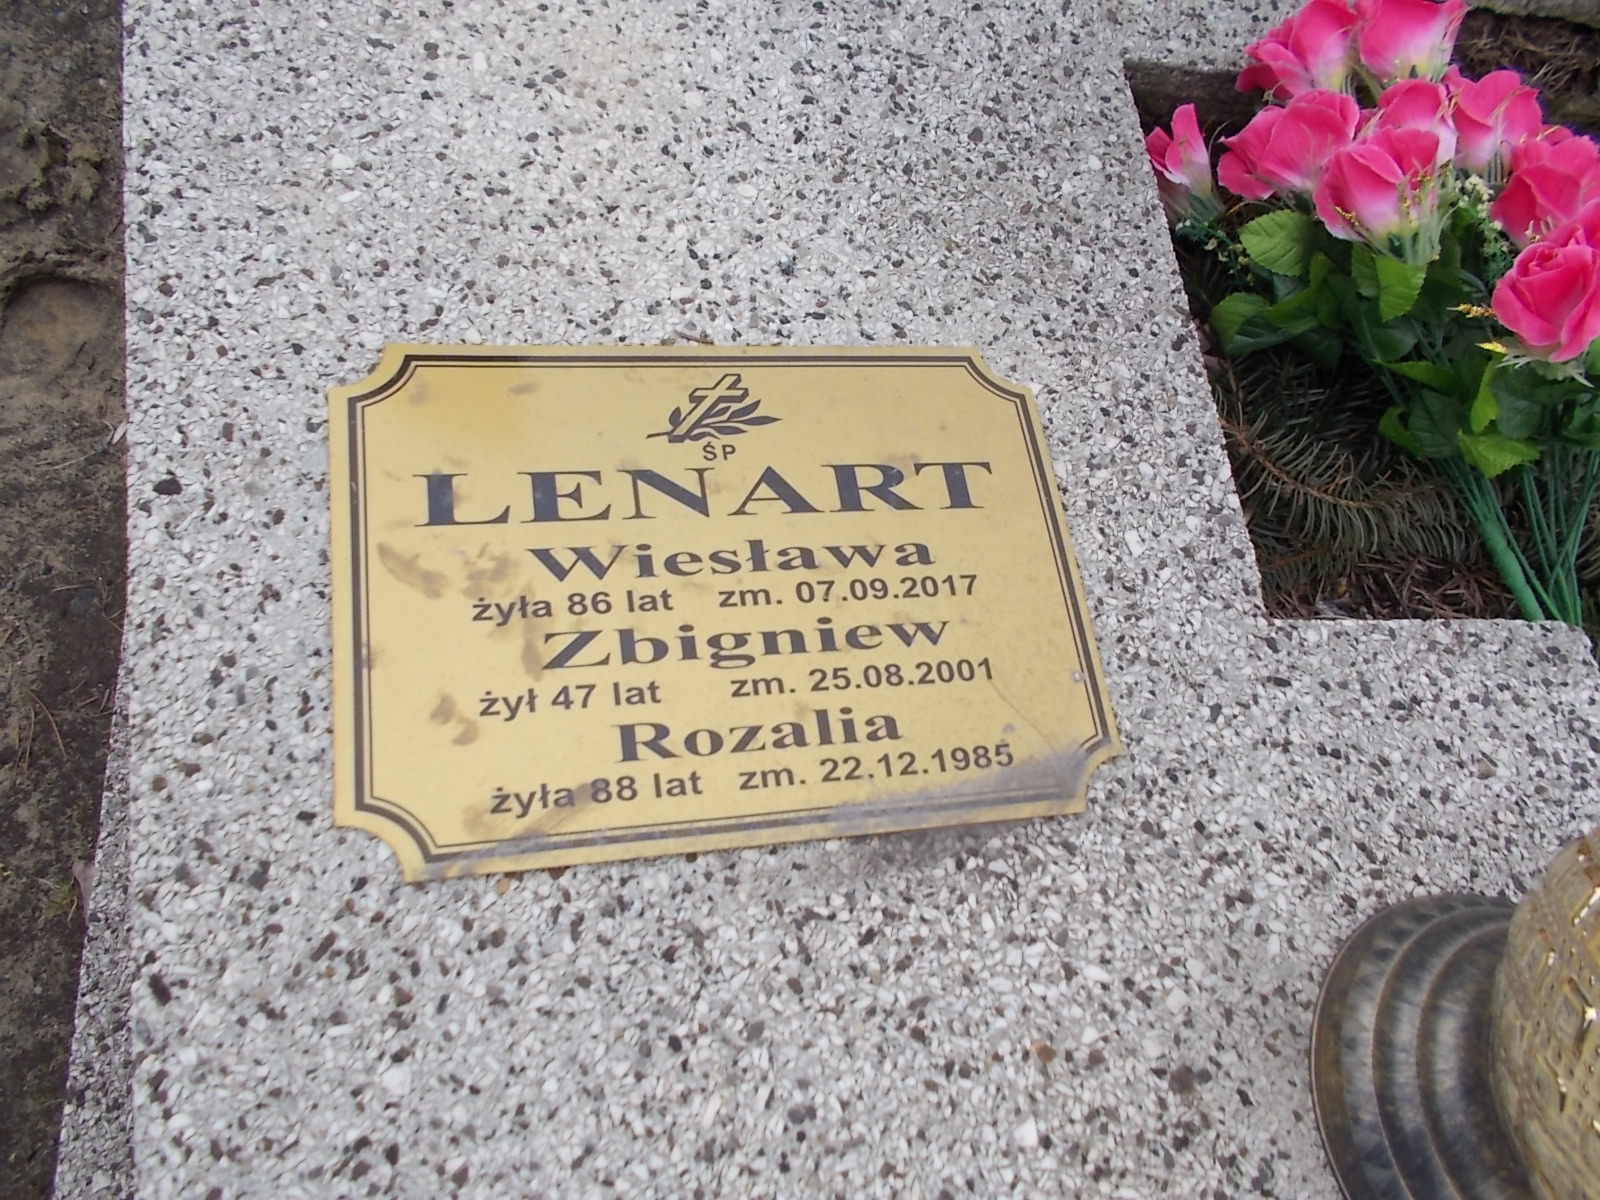 ŚP
LENART
Wiesława
żyła 86 lat zm. 07.09.2017
Zbigniew
żył 47 lat zm. 25.08.2001
Rozalia
żyła 88 lat zm. 22.12.1985